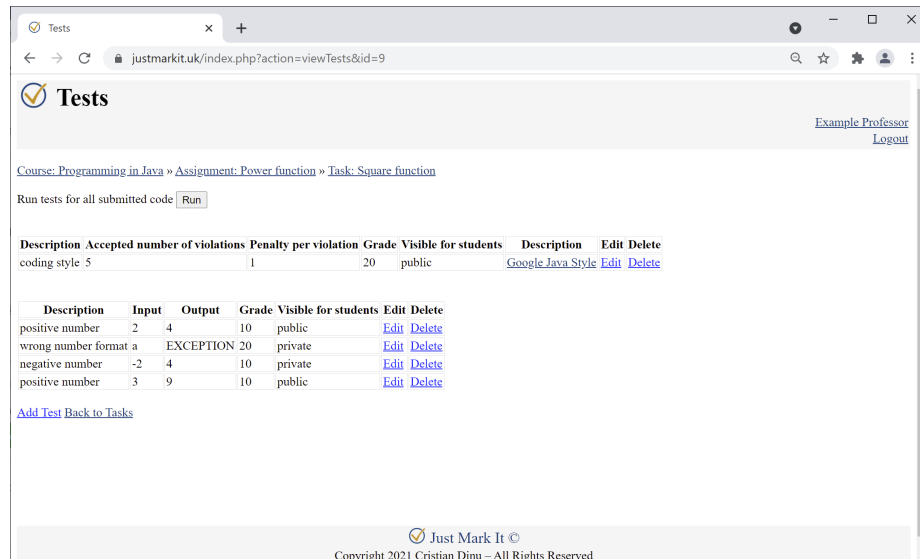 Tests
justmarkit.uk/index.php?action=viewTests&id=9
Tests
Example Professor
Logout
Course: Programming in Java » Assignment: Power function » Task: Square function
Run tests for all submitted code Run
Description Accepted number of violations Penalty per violation Grade Visible for students Description Edit Delete
coding style 5 1 20 public Google Java Style Edit Delete
Description Input Output Grade Visible for students Edit Delete
positive number 2 4 10 public Edit Delete
wrong number format a EXCEPTION 20 private Edit Delete
negative number -2 4 10 private Edit Delete
positive number 3 9 10 public Edit Delete
Add Test Back to Tasks
Just Mark It ©
Copyright 2021 Cristian Dinu – All Rights Reserved